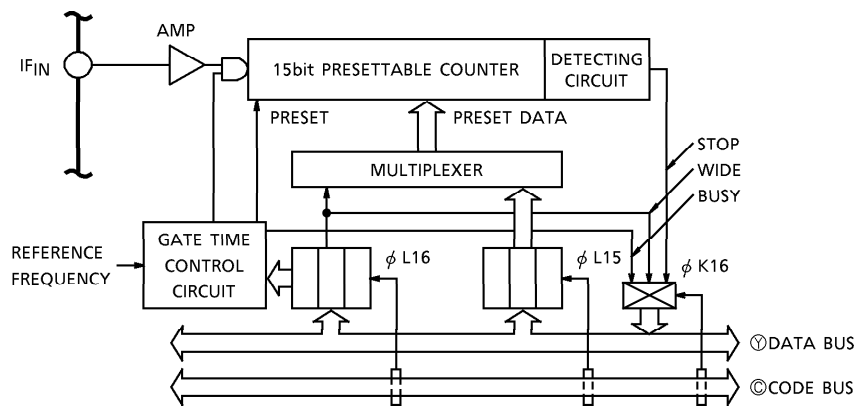 AMP
IFIN
15bit PRESETTABLE COUNTER
DETECTING
CIRCUIT
PRESET
PRESET DATA
MULTIPLEXER
STOP
WIDE
BUSY
REFERENCE
FREQUENCY
GATE TIME
CONTROL
CIRCUIT
φ L16
φ L15
φ K16
ⓎDATA BUS
ⒸCODE BUS